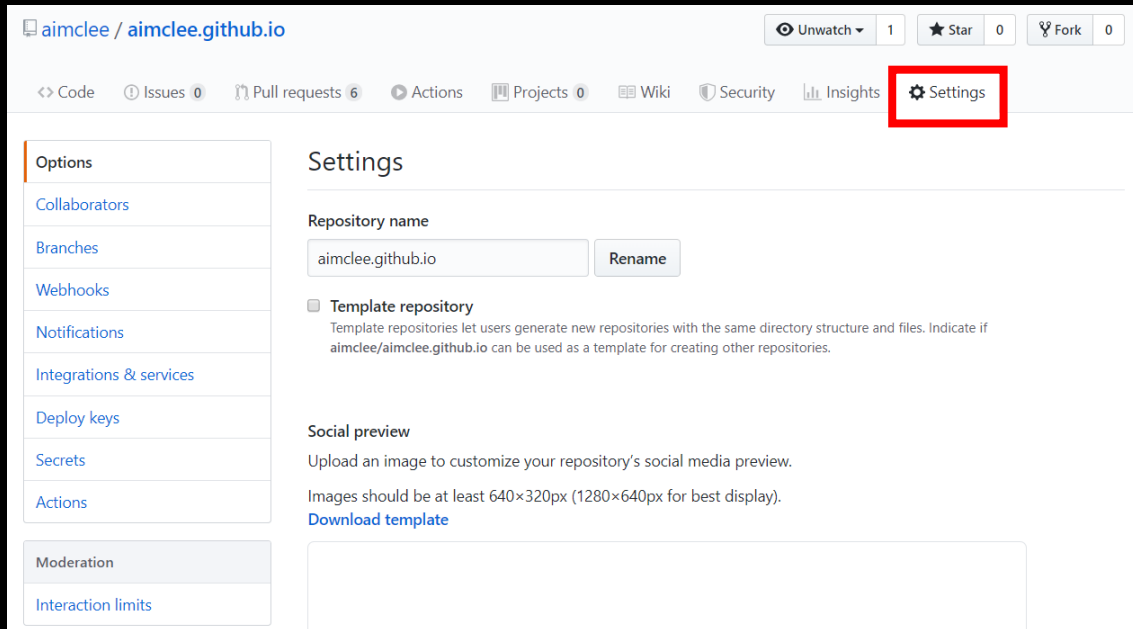 aimclee / aimclee.github.io
Unwatch 1 Star 0 Fork 0
Code Issues 0 Pull requests 6 Actions Projects 0 Wiki Security Insights Settings
Options
Collaborators
Branches
Webhooks
Notifications
Integrations & services
Deploy keys
Secrets
Actions
Moderation
Interaction limits
Settings
Repository name
aimclee.github.io Rename
Template repository
Template repositories let users generate new repositories with the same directory structure and files. Indicate if
aimclee/aimclee.github.io can be used as a template for creating other repositories.
Social preview
Upload an image to customize your repository’s social media preview.
Images should be at least 640×320px (1280×640px for best display).
Download template